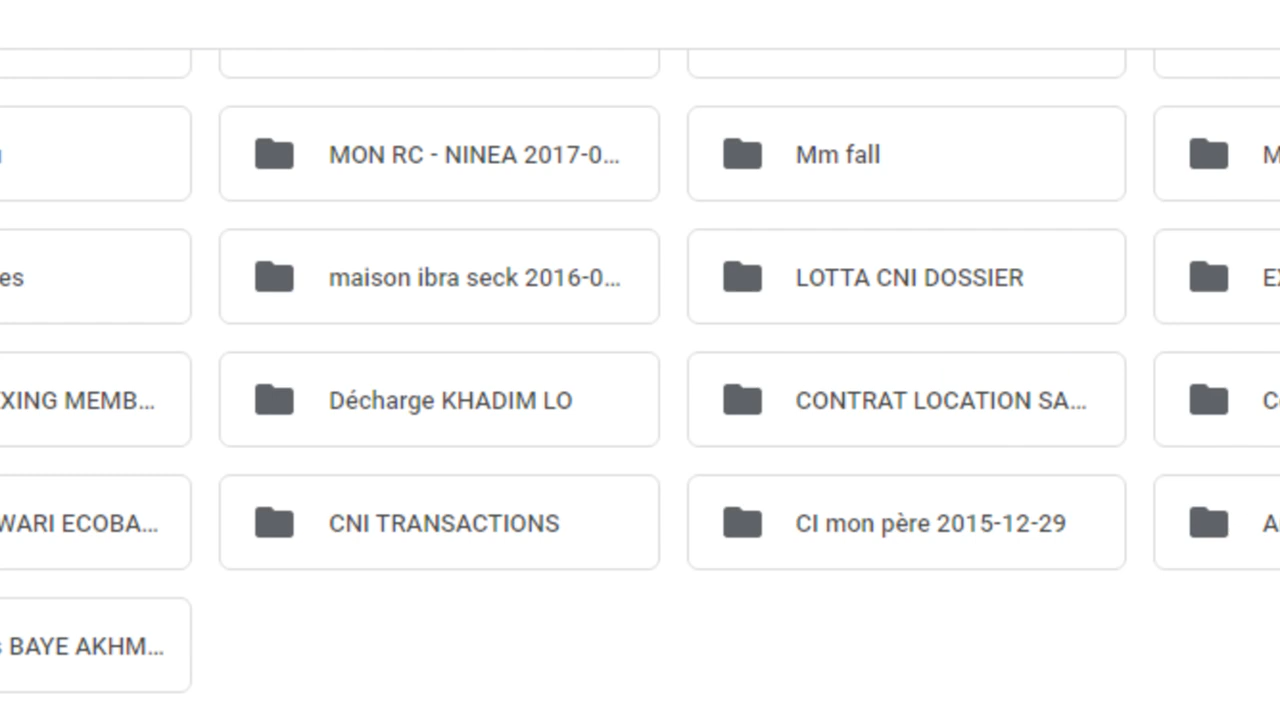 MON RC - NINEA 2017-0...
Mm fall
es
maison ibra seck 2016-0...
LOTTA CNI DOSSIER
XING MEMB...
Décharge KHADIM LO
CONTRAT LOCATION SA...
WARI ECOBA...
CNI TRANSACTIONS
CI mon père 2015-12-29
A
BAYE AKHM...